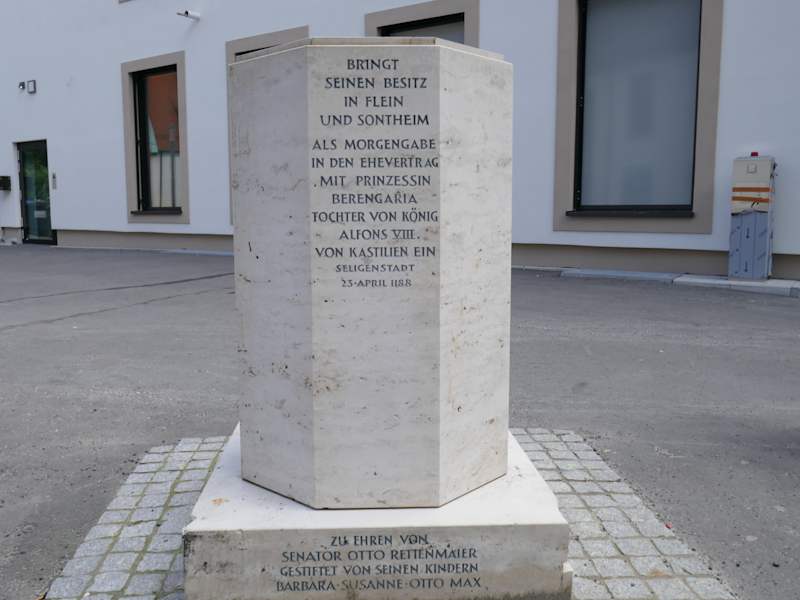 BRINGT
SEINEN BESITZ
IN FLEIN
UND SONTHEIM
ALS MORGENGABE
IN DEN EHEVERTRAG
MIT PRINZESSIN
BERENGARIA
TOCHTER VON KÖNIG
ALFONS VIII.
VON KASTILIEN EIN
SELIGENSTADT
23·APRIL 1188
ZU EHREN VON
SENATOR OTTO RETTENMAIER
GESTIFTET VON SEINEN KINDERN
BARBARA·SUSANNE·OTTO MAX